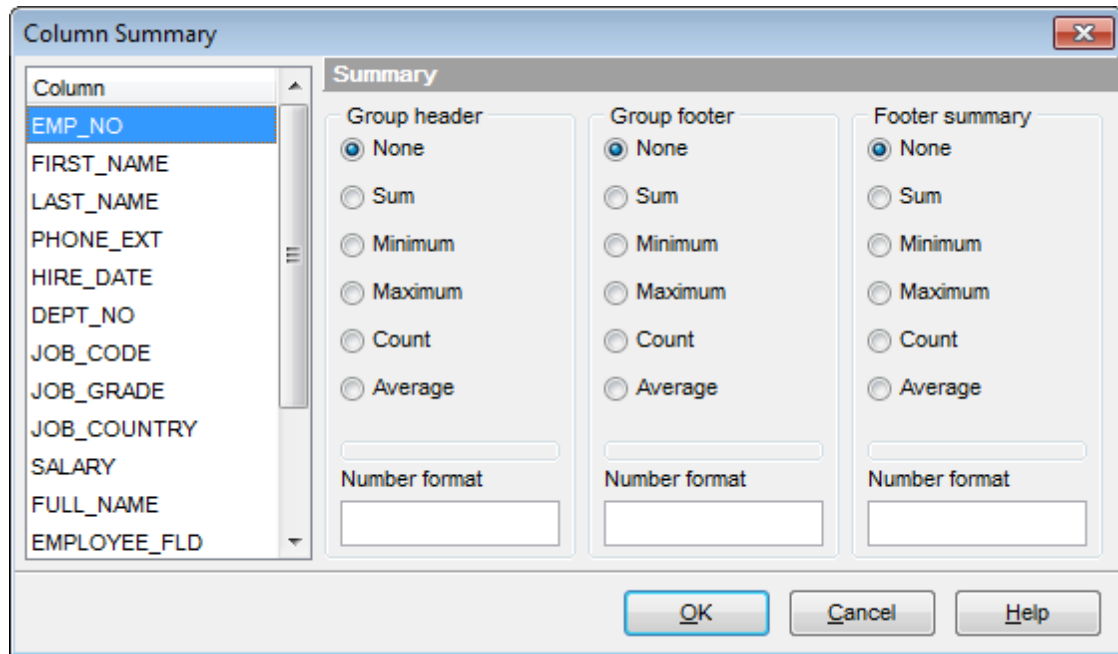 Column Summary
Column
EMP_NO
FIRST_NAME
LAST_NAME
PHONE_EXT
HIRE_DATE
DEPT_NO
JOB_CODE
JOB_GRADE
JOB_COUNTRY
SALARY
FULL_NAME
EMPLOYEE_FLD
Summary
Group header
None
Sum
Minimum
Maximum
Count
Average
Number format
Group footer
None
Sum
Minimum
Maximum
Count
Average
Number format
Footer summary
None
Sum
Minimum
Maximum
Count
Average
Number format
OK
Cancel
Help